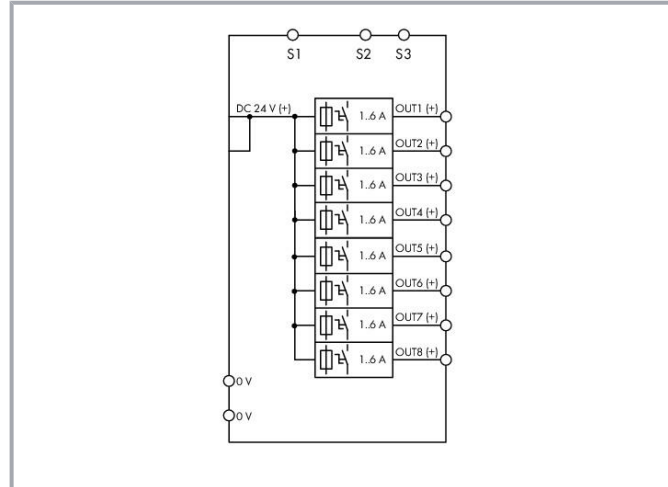 S1 S2 S3
DC 24 V (+) 1..6 A OUT1 (+)
1..6 A OUT2 (+)
1..6 A OUT3 (+)
1..6 A OUT4 (+)
1..6 A OUT5 (+)
1..6 A OUT6 (+)
1..6 A OUT7 (+)
1..6 A OUT8 (+)
0 V
0 V